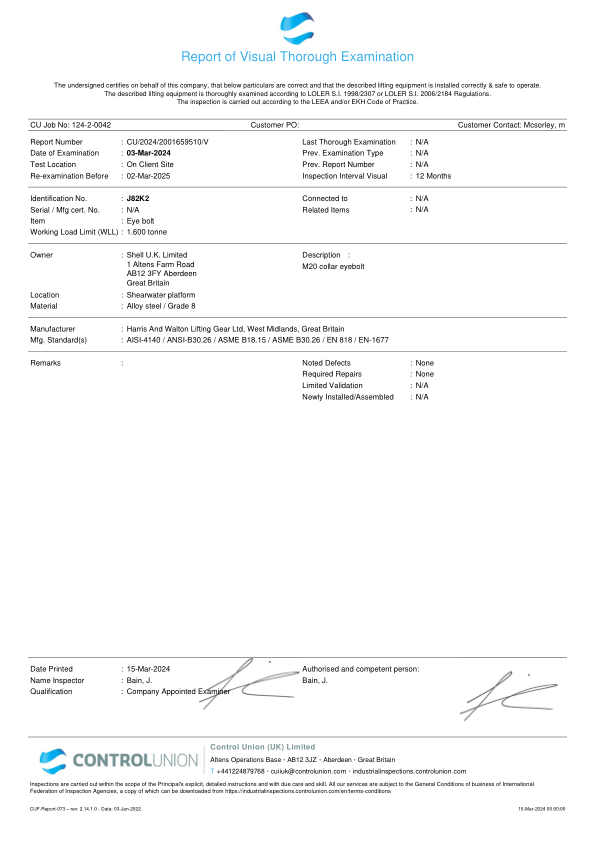 Report of Visual Thorough Examination
The undersigned certifies on behalf of this company, that below particulars are correct and that the described lifting equipment is installed correctly & safe to operate.
The described lifting equipment is thoroughly examined according to LOLER S.I. 1998/2307 or LOLER S.I. 2006/2184 Regulations.
The inspection is carried out according to the LEEA and/or EKH Code of Practice.
CU Job No: 124-2-0042 Customer PO: Customer Contact: Mcsorley, m
Report Number : CU/2024/2001659510/V Last Thorough Examination : N/A
Date of Examination : 03-Mar-2024 Prev. Examination Type : N/A
Test Location : On Client Site Prev. Report Number : N/A
Re-examination Before : 02-Mar-2025 Inspection Interval Visual : 12 Months
Identification No. : J82K2 Connected to : N/A
Serial / Mfg cert. No. : N/A Related Items : N/A
Item : Eye bolt
Working Load Limit (WLL) : 1.600 tonne
Owner : Shell U.K. Limited Description :
1 Altens Farm Road M20 collar eyebolt
AB12 3FY Aberdeen
Great Britain
Location : Shearwater platform
Material : Alloy steel / Grade 8
Manufacturer : Harris And Walton Lifting Gear Ltd, West Midlands, Great Britain
Mfg. Standard(s) : AISI-4140 / ANSI-B30.26 / ASME B18.15 / ASME B30.26 / EN 818 / EN-1677
Remarks : Noted Defects : None
Required Repairs : None
Limited Validation : N/A
Newly Installed/Assembled : N/A
Date Printed : 15-Mar-2024 Authorised and competent person:
Name Inspector : Bain, J. Bain, J.
Qualification : Company Appointed Examiner
CONTROLUNION
Control Union (UK) Limited
Altens Operations Base · AB12 3JZ · Aberdeen · Great Britain
T +441224879768 · cuiiuk@controlunion.com · industrialinspections.controlunion.com
Inspections are carried out within the scope of the Principal's explicit, detailed instructions and with due care and skill. All our services are subject to the General Conditions of business of International
Federation of Inspection Agencies, a copy of which can be downloaded from https://industrialinspections.controlunion.com/en/terms-conditions
CUF-Report-073 – rev: 2.14.1.0 - Date: 03-Jan-2022 15-Mar-2024 00:00:00